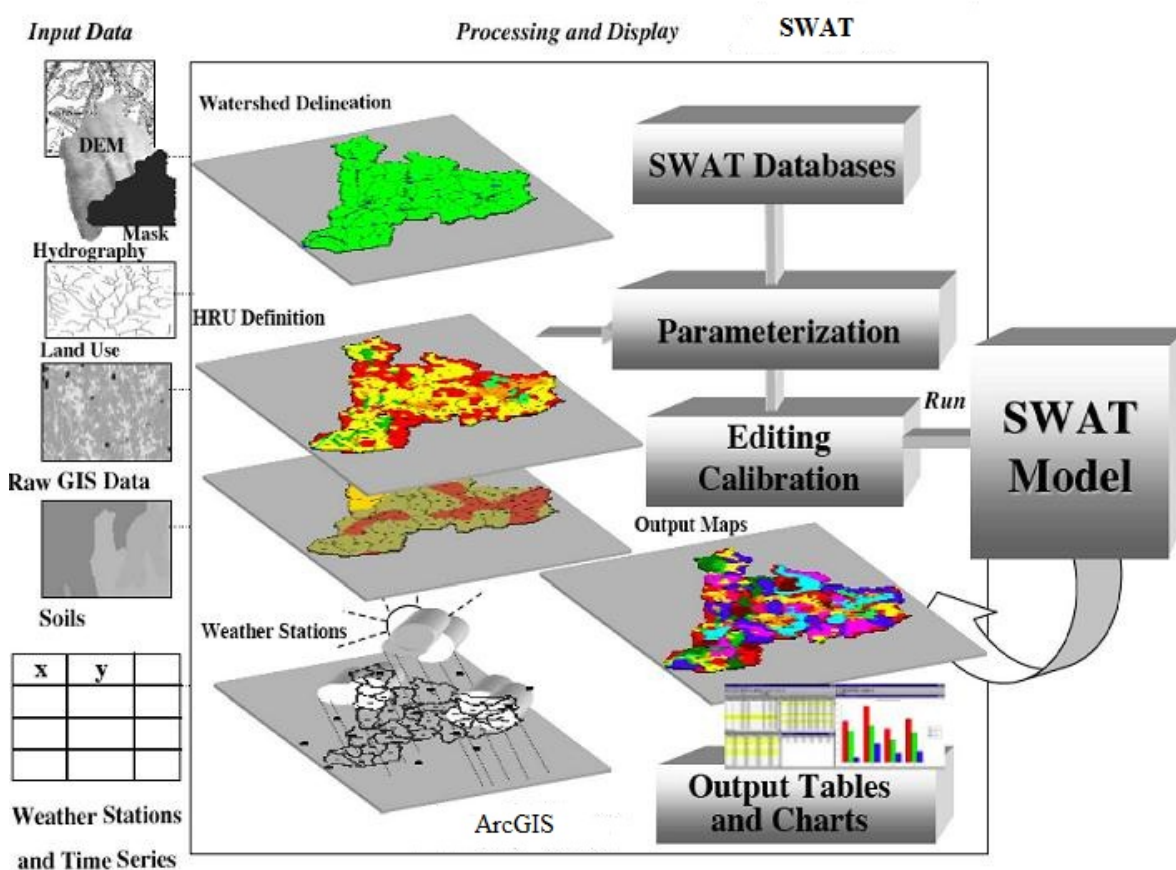 Input Data
Processing and Display
SWAT
DEM
Mask
Hydrography
Land Use
Raw GIS Data
Soils
x y
Weather Stations
and Time Series
Watershed Delineation
HRU Definition
Weather Stations
ArcGIS
SWAT Databases
Parameterization
Editing
Calibration
Run
SWAT
Model
Output Maps
Output Tables
and Charts